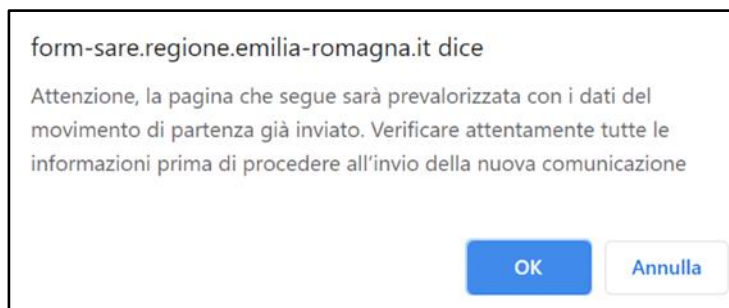 form-sare.regione.emilia-romagna.it dice
Attenzione, la pagina che segue sarà prevalorizzata con i dati del
movimento di partenza già inviato. Verificare attentamente tutte le
informazioni prima di procedere all'invio della nuova comunicazione
OK Annulla